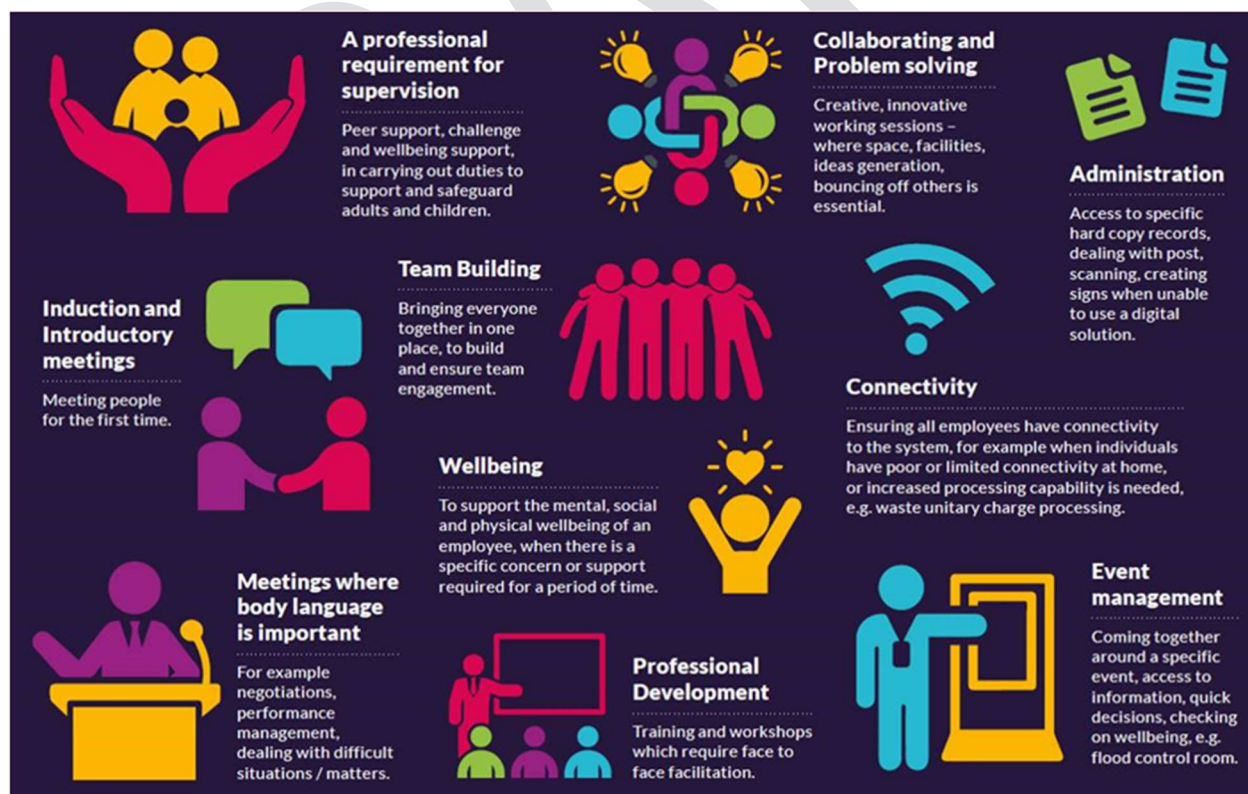 A professional
requirement for
supervision
Peer support, challenge
and wellbeing support,
in carrying out duties to
support and safeguard
adults and children.
Collaborating and
Problem solving
Creative, innovative
working sessions –
where space, facilities,
ideas generation,
bouncing off others is
essential.
Administration
Access to specific
hard copy records,
dealing with post,
scanning, creating
signs when unable
to use a digital
solution.
Induction and
Introductory
meetings
Meeting people
for the first time.
Team Building
Bringing everyone
together in one
place, to build
and ensure team
engagement.
Connectivity
Ensuring all employees have connectivity
to the system, for example when individuals
have poor or limited connectivity at home,
or increased processing capability is needed,
e.g. waste unitary charge processing.
Wellbeing
To support the mental, social
and physical wellbeing of an
employee, when there is a
specific concern or support
required for a period of time.
Meetings where
body language
is important
For example
negotiations,
performance
management,
dealing with difficult
situations / matters.
Professional
Development
Training and workshops
which require face to
face facilitation.
Event
management
Coming together
around a specific
event, access to
information, quick
decisions, checking
on wellbeing, e.g.
flood control room.